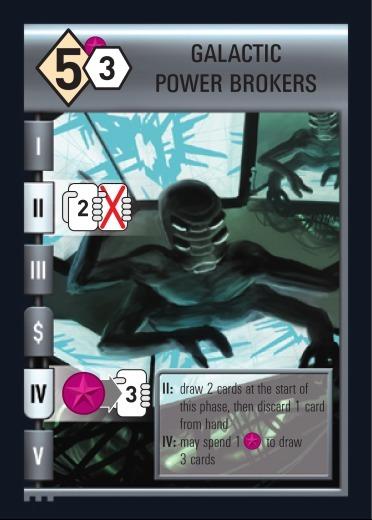 5 3
GALACTIC
POWER BROKERS
I
II
2
III
$
IV
3
V
II: draw 2 cards at the start of
this phase, then discard 1 card
from hand
IV: may spend 1 to draw
3 cards